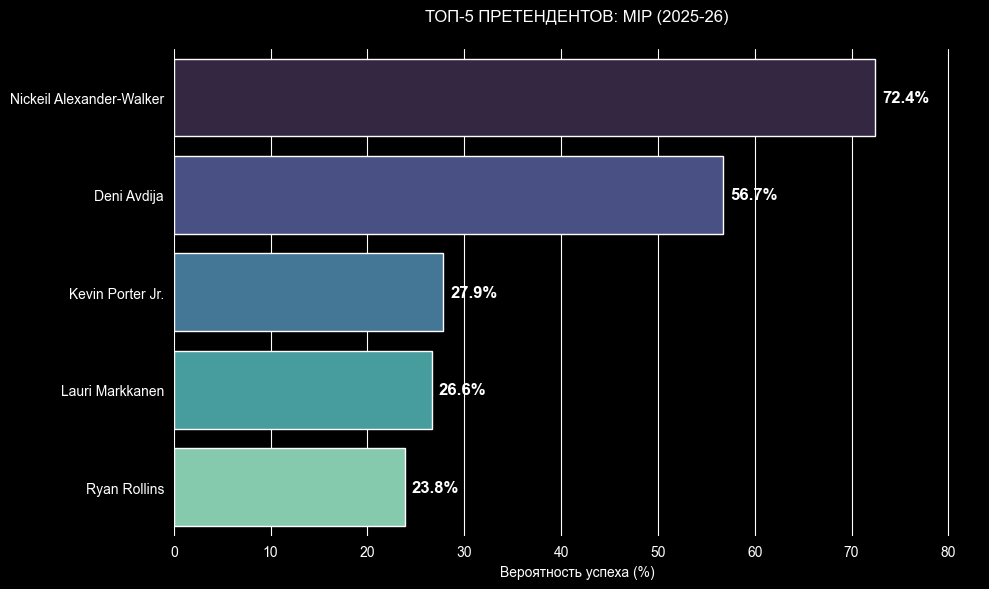 ТОП-5 ПРЕТЕНДЕНТОВ: MIP (2025-26)
Nickeil Alexander-Walker 72.4%
Deni Avdija 56.7%
Kevin Porter Jr. 27.9%
Lauri Markkanen 26.6%
Ryan Rollins 23.8%
0 10 20 30 40 50 60 70 80
Вероятность успеха (%)